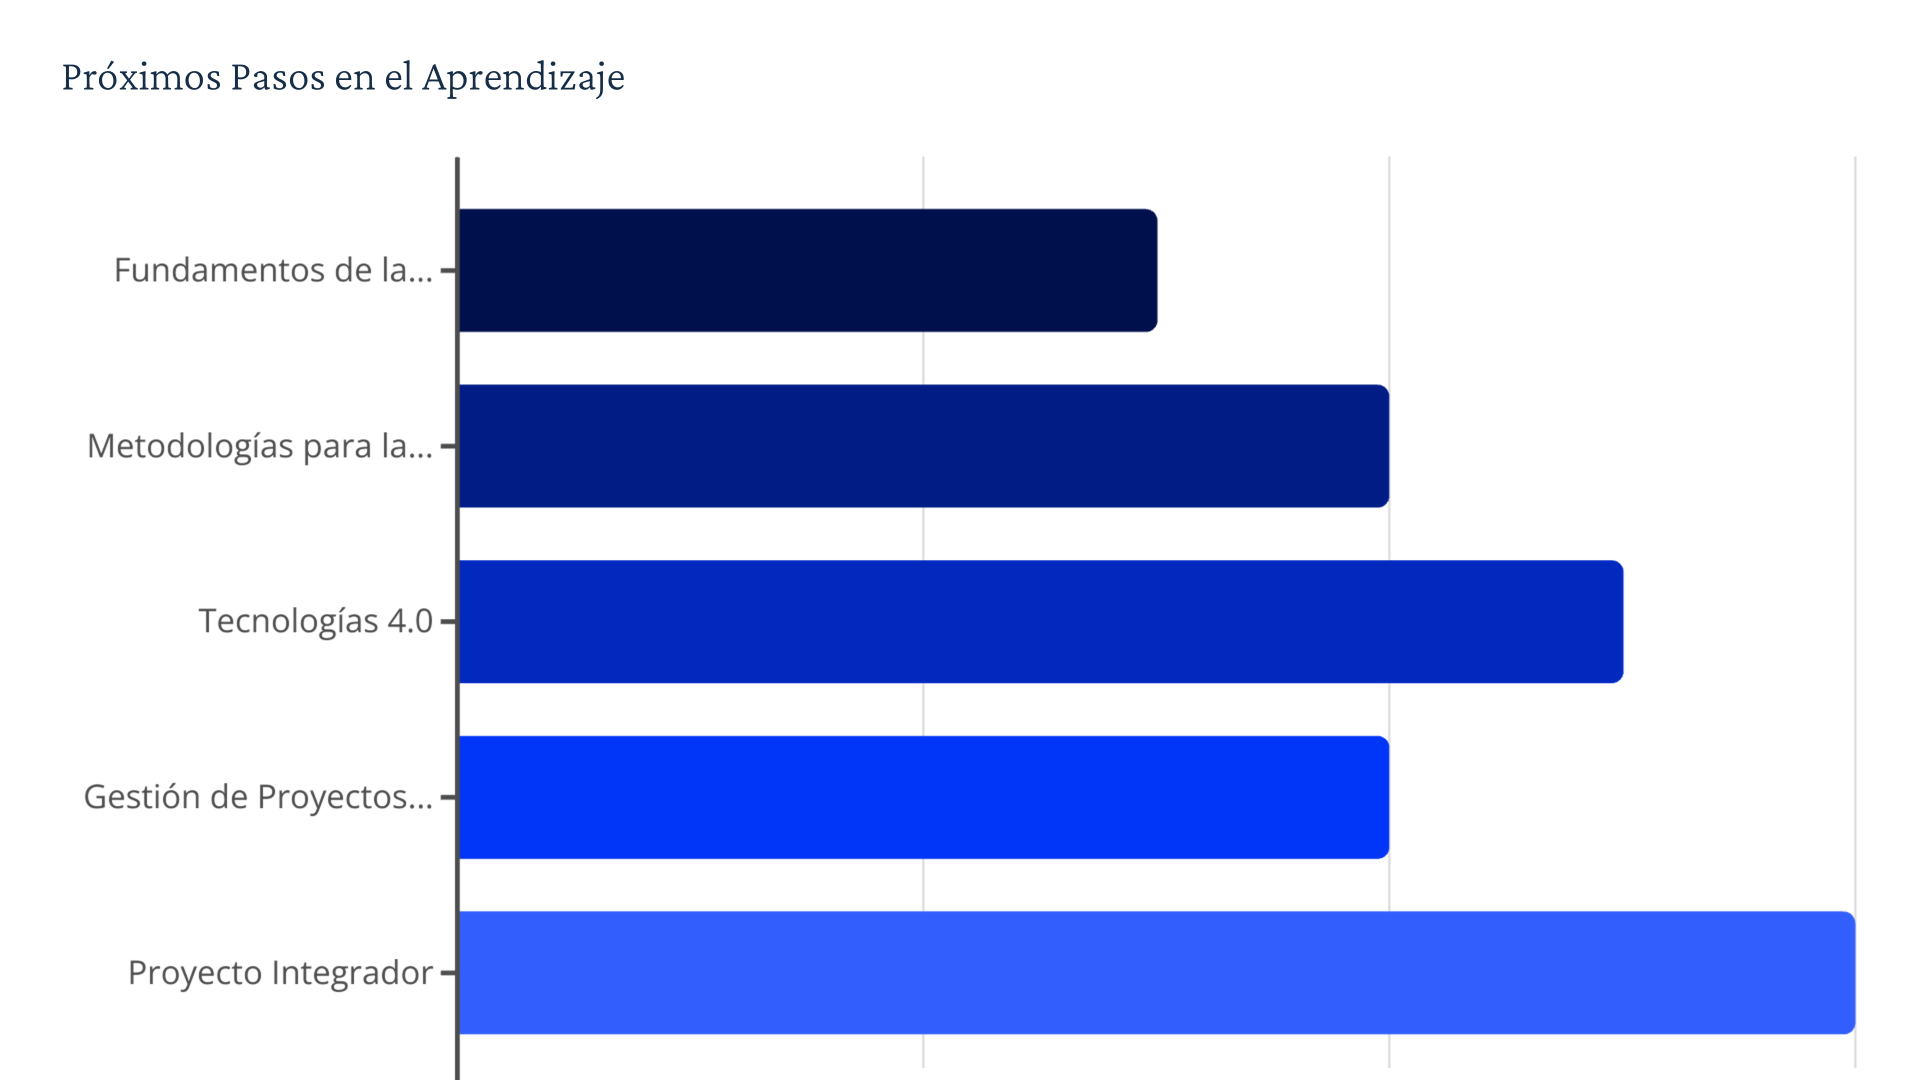 Próximos Pasos en el Aprendizaje
Fundamentos de la...
Metodologías para la...
Tecnologías 4.0
Gestión de Proyectos...
Proyecto Integrador